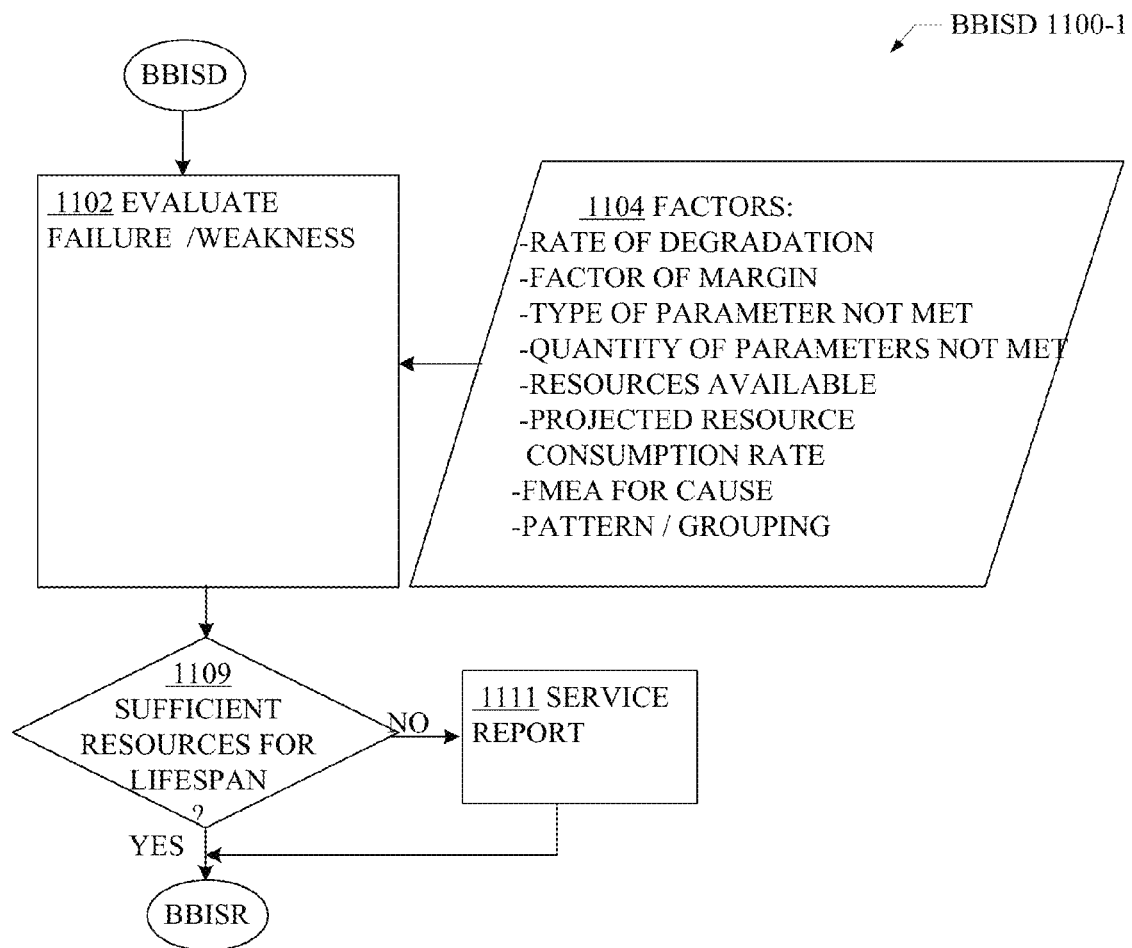 BBISD 1100-1
BBISD
1102 EVALUATE
FAILURE /WEAKNESS
1104 FACTORS:
-RATE OF DEGRADATION
-FACTOR OF MARGIN
-TYPE OF PARAMETER NOT MET
-QUANTITY OF PARAMETERS NOT MET
-RESOURCES AVAILABLE
-PROJECTED RESOURCE
CONSUMPTION RATE
-FMEA FOR CAUSE
-PATTERN / GROUPING
1109
SUFFICIENT
RESOURCES FOR
LIFESPAN
?
NO
1111 SERVICE
REPORT
YES
BBISR